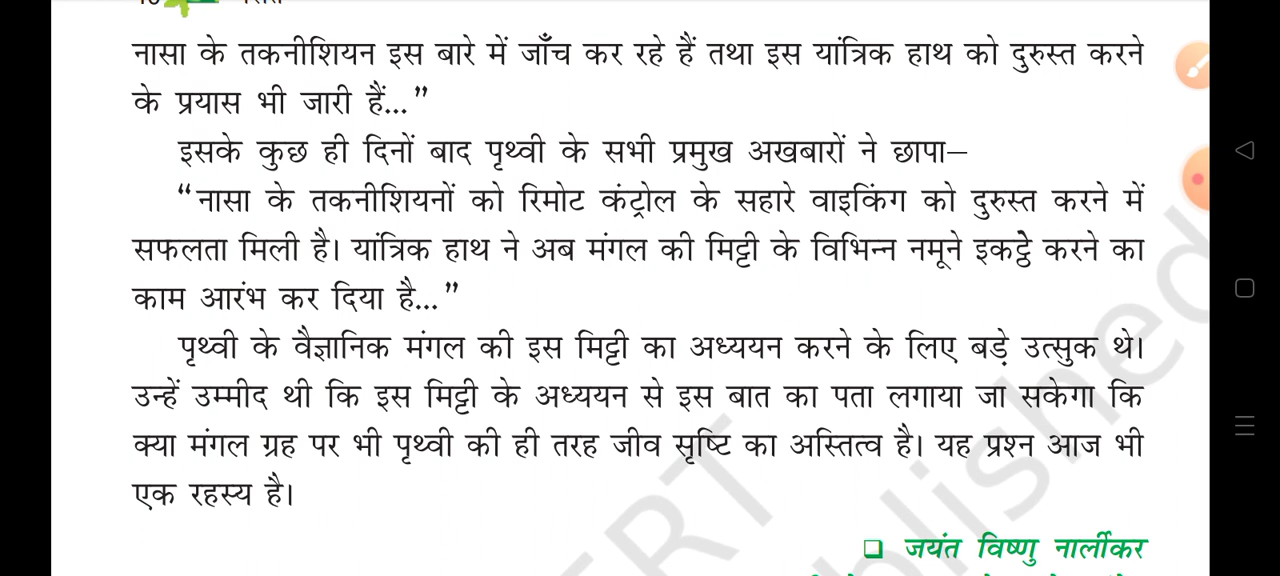 नासा के तकनीशियन इस बारे में जाँच कर रहे हैं तथा इस यांत्रिक हाथ को दुरुस्त करने
के प्रयास भी जारी हैं...”
इसके कुछ ही दिनों बाद पृथ्वी के सभी प्रमुख अखबारों ने छापा—
“नासा के तकनीशियनों को रिमोट कंट्रोल के सहारे वाइकिंग को दुरुस्त करने में
सफलता मिली है। यांत्रिक हाथ ने अब मंगल की मिट्टी के विभिन्न नमूने इकट्ठे करने का
काम आरंभ कर दिया है...”
पृथ्वी के वैज्ञानिक मंगल की इस मिट्टी का अध्ययन करने के लिए बड़े उत्सुक थे।
उन्हें उम्मीद थी कि इस मिट्टी के अध्ययन से इस बात का पता लगाया जा सकेगा कि
क्या मंगल ग्रह पर भी पृथ्वी की ही तरह जीव सृष्टि का अस्तित्व है। यह प्रश्न आज भी
एक रहस्य है।
❑ जयंत विष्णु नार्लीकर